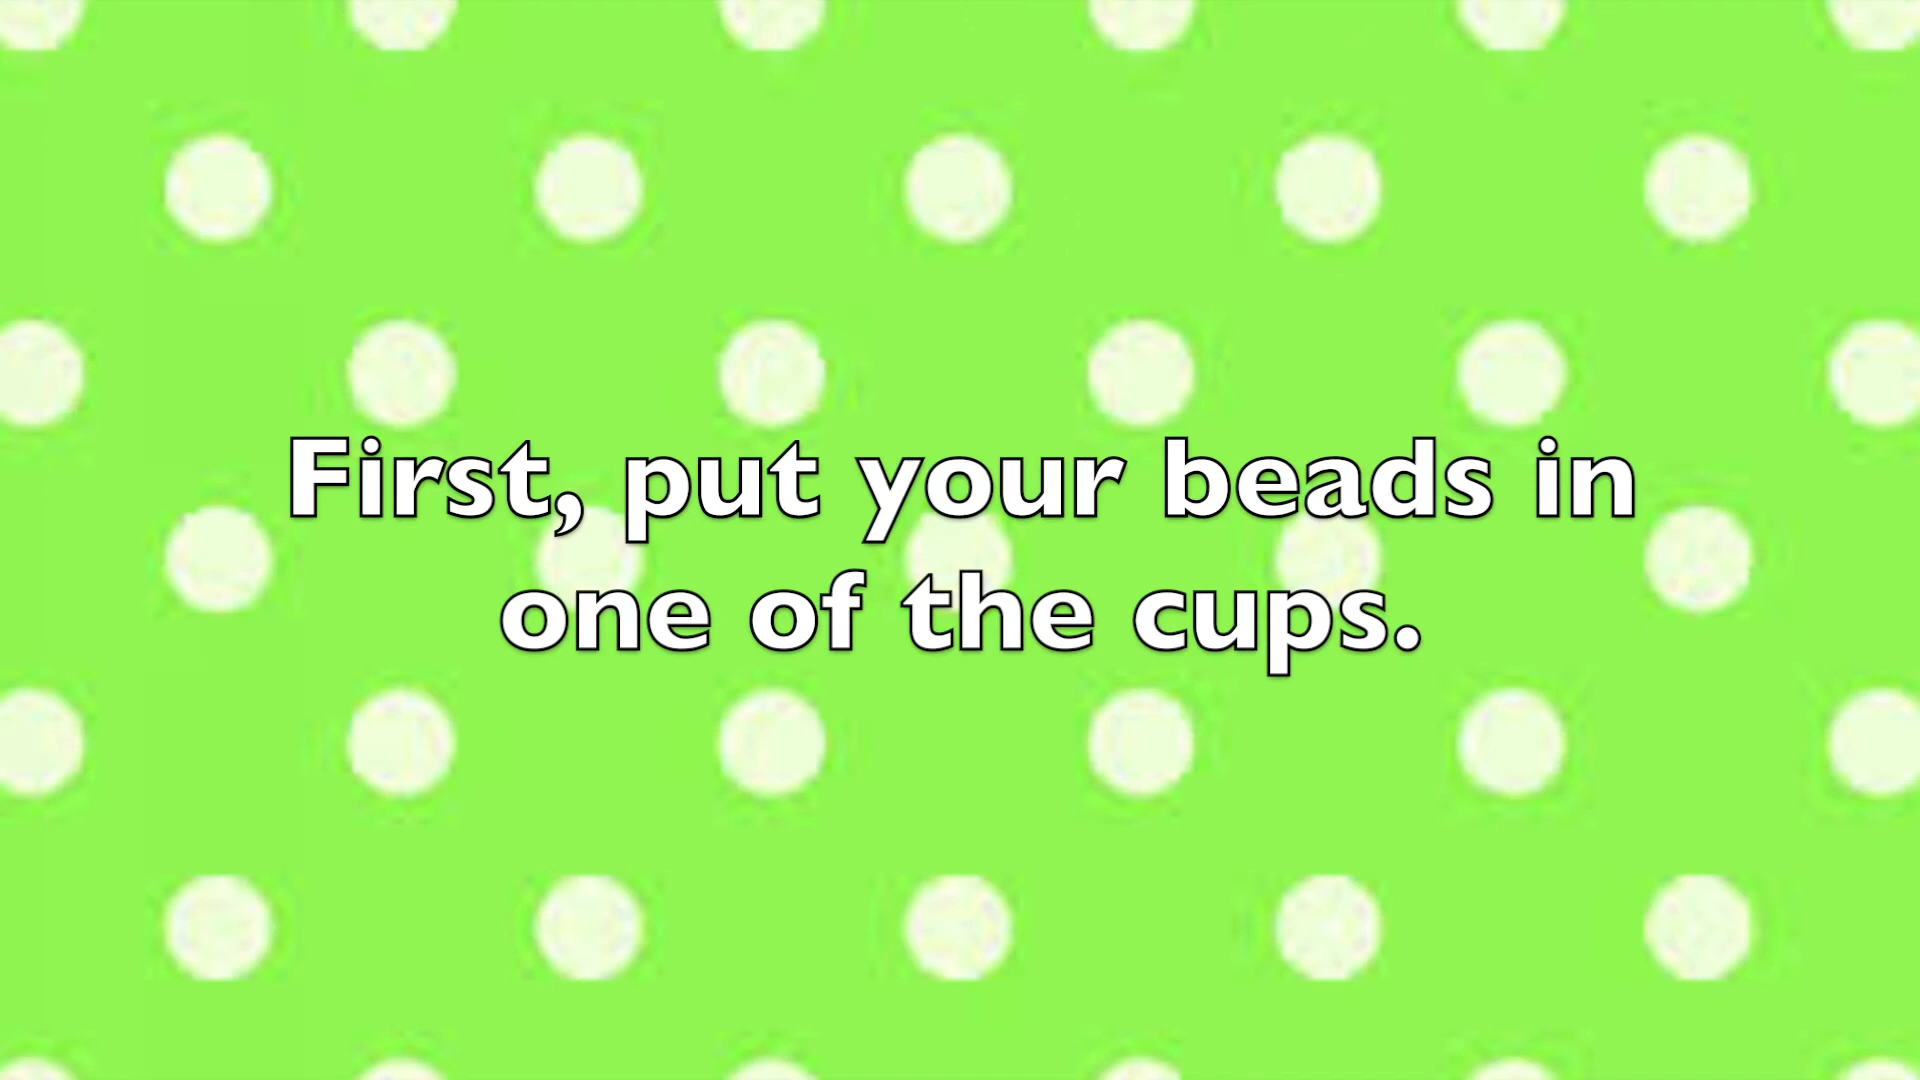 First, put your beads in
one of the cups.